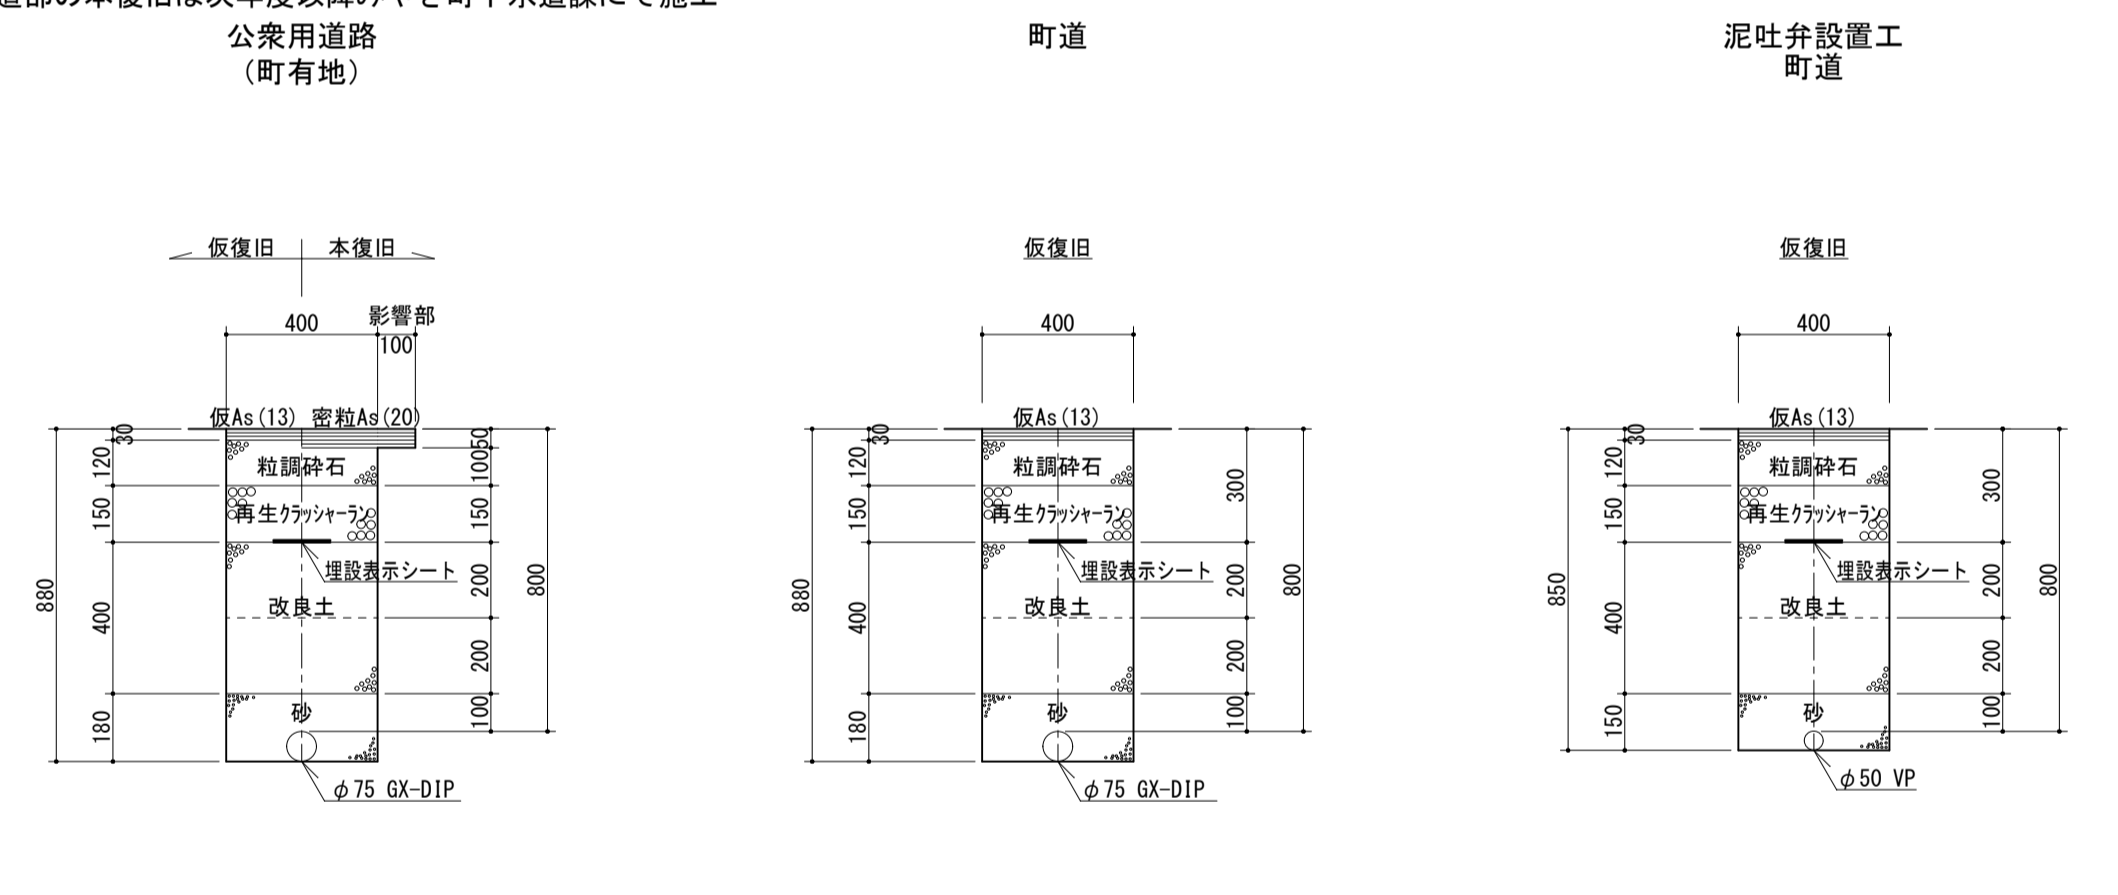 公衆用道路
（町有地）
仮復旧
本復旧
影響部
400
100
仮As(13)
密粒As(20)
30
120
150
400
180
880
50
100
150
200
200
100
800
粒調砕石
再生クラッシャーラン
埋設表示シート
改良土
砂
φ75 GX-DIP
町道
仮復旧
400
仮As(13)
30
120
150
400
180
880
300
200
200
100
800
粒調砕石
再生クラッシャーラン
埋設表示シート
改良土
砂
φ75 GX-DIP
泥吐弁設置工
町道
仮復旧
400
仮As(13)
30
120
150
400
150
850
300
200
200
100
800
粒調砕石
再生クラッシャーラン
埋設表示シート
改良土
砂
φ50 VP